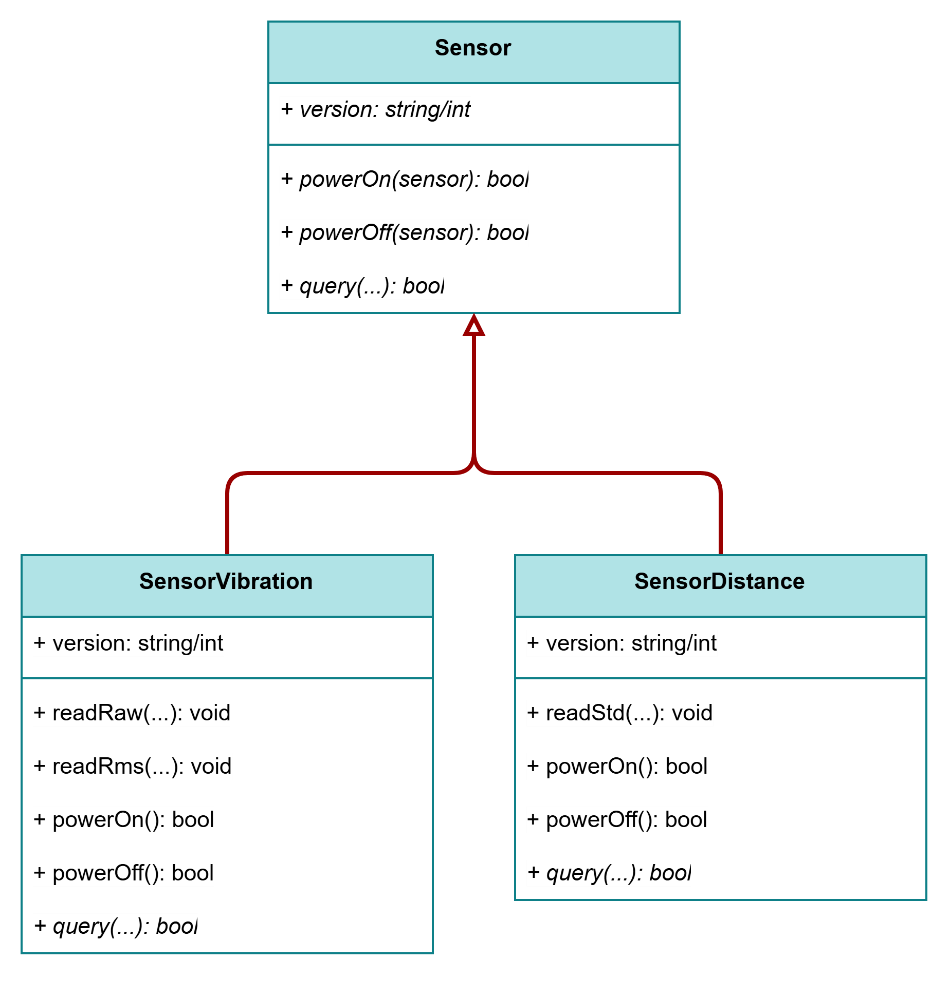 Sensor
+ version: string/int
+ powerOn(sensor): bool
+ powerOff(sensor): bool
+ query(...): bool
SensorVibration
+ version: string/int
+ readRaw(...): void
+ readRms(...): void
+ powerOn(): bool
+ powerOff(): bool
+ query(...): bool
SensorDistance
+ version: string/int
+ readStd(...): void
+ powerOn(): bool
+ powerOff(): bool
+ query(...): bool